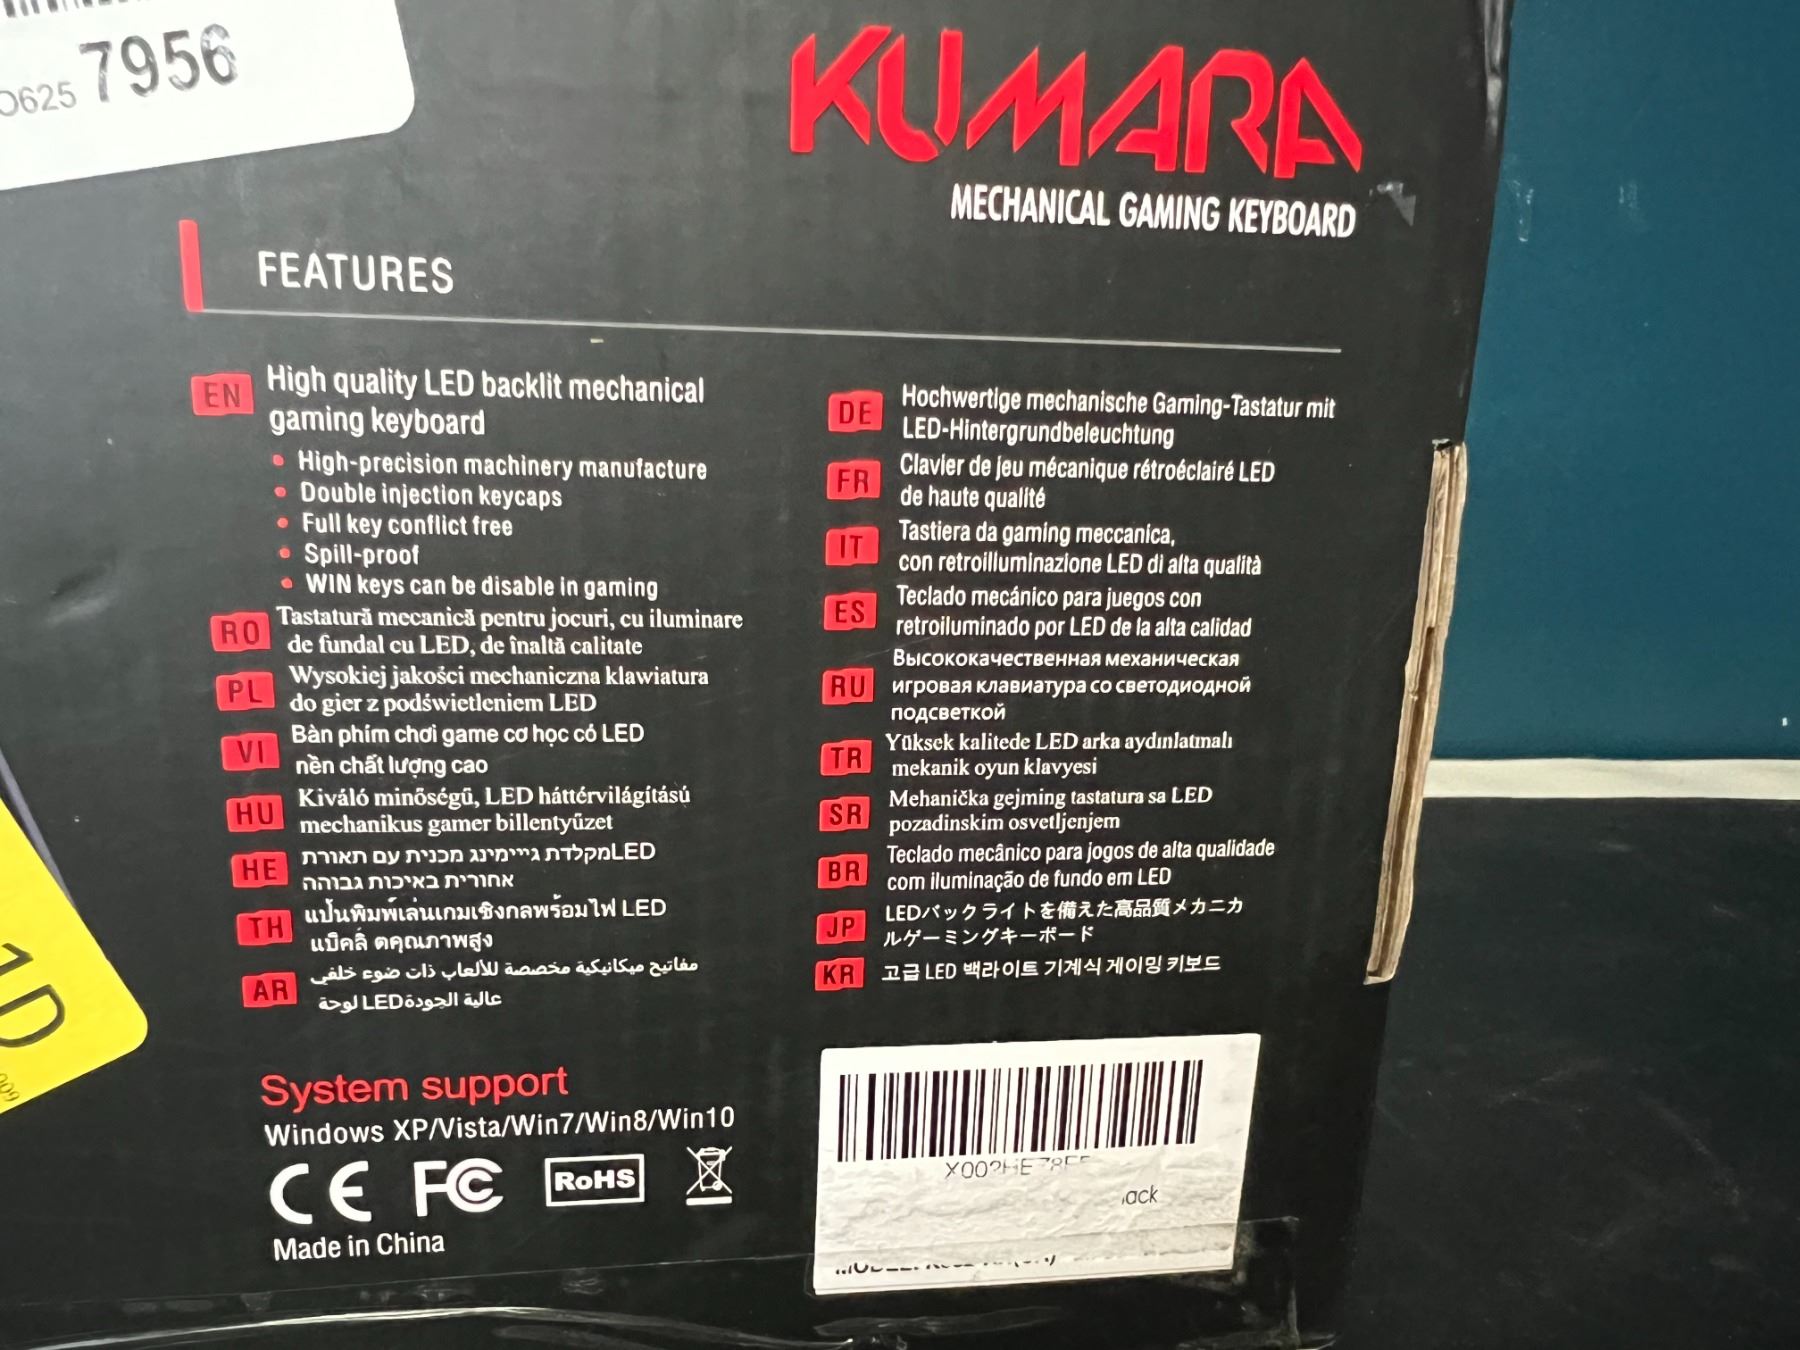 O625 7956
KUMARA
MECHANICAL GAMING KEYBOARD
FEATURES
EN High quality LED backlit mechanical
gaming keyboard
• High-precision machinery manufacture
• Double injection keycaps
• Full key conflict free
• Spill-proof
• WIN keys can be disable in gaming
RO Tastatură mecanică pentru jocuri, cu iluminare
de fundal cu LED, de înaltă calitate
PL Wysokiej jakości mechaniczna klawiatura
do gier z podświetleniem LED
VI Bàn phím chơi game cơ học có LED
nền chất lượng cao
HU Kiváló minőségű, LED háttérvilágítású
mechanikus gamer billentyűzet
HE מקלדת גיימינג מכנית עם תאורת LED
אחורית באיכות גבוהה
TH แป้นพิมพ์เล่นเกมเชิงกลพร้อมไฟ LED
แบ็คลิ์ ตคุณภาพสูง
AR مفاتيح ميكانيكية مخصصة للألعاب ذات ضوء خلفي
لوحة LED عالية الجودة
DE Hochwertige mechanische Gaming-Tastatur mit
LED-Hintergrundbeleuchtung
FR Clavier de jeu mécanique rétroéclairé LED
de haute qualité
IT Tastiera da gaming meccanica,
con retroilluminazione LED di alta qualità
ES Teclado mecánico para juegos con
retroiluminado por LED de la alta calidad
RU Высококачественная механическая
игровая клавиатура со светодиодной
подсветкой
TR Yüksek kalitede LED arka aydınlatmalı
mekanik oyun klavyesi
SR Mehanička gejming tastatura sa LED
pozadinskim osvetljenjem
BR Teclado mecânico para jogos de alta qualidade
com iluminação de fundo em LED
JP LEDバックライトを備えた高品質メカニカ
ルゲーミングキーボード
KR 고급 LED 백라이트 기계식 게이밍 키보드
System support
Windows XP/Vista/Win7/Win8/Win10
CE FC RoHS
Made in China
ack
1D